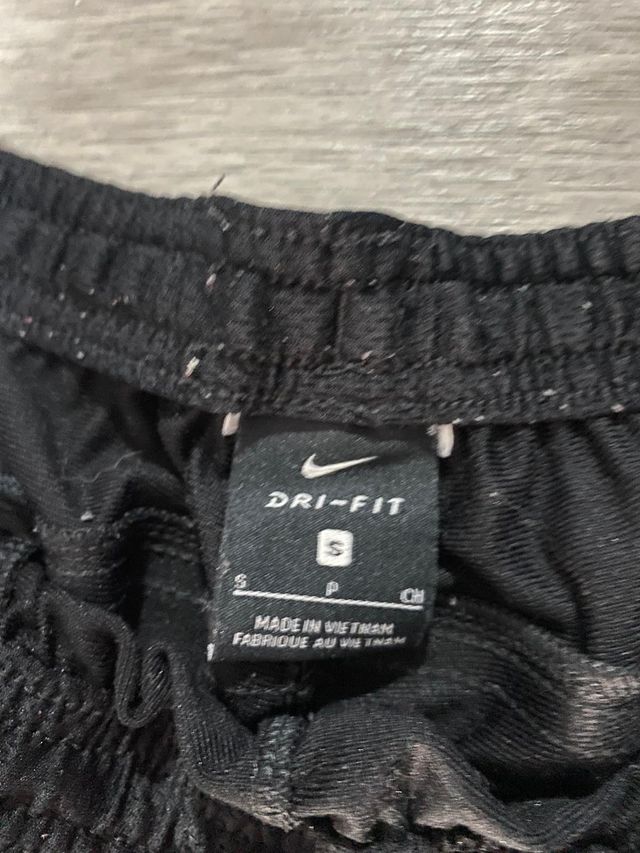 DRI-FIT
S
S P CH
MADE IN VIETNAM
FABRIQUE AU VIETNAM